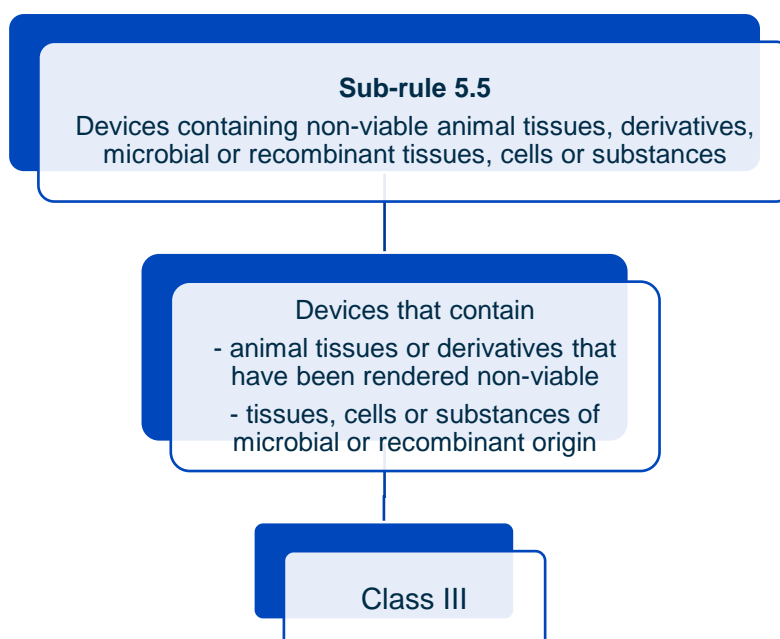 Sub-rule 5.5
Devices containing non-viable animal tissues, derivatives,
microbial or recombinant tissues, cells or substances
Devices that contain
- animal tissues or derivatives that
have been rendered non-viable
- tissues, cells or substances of
microbial or recombinant origin
Class III